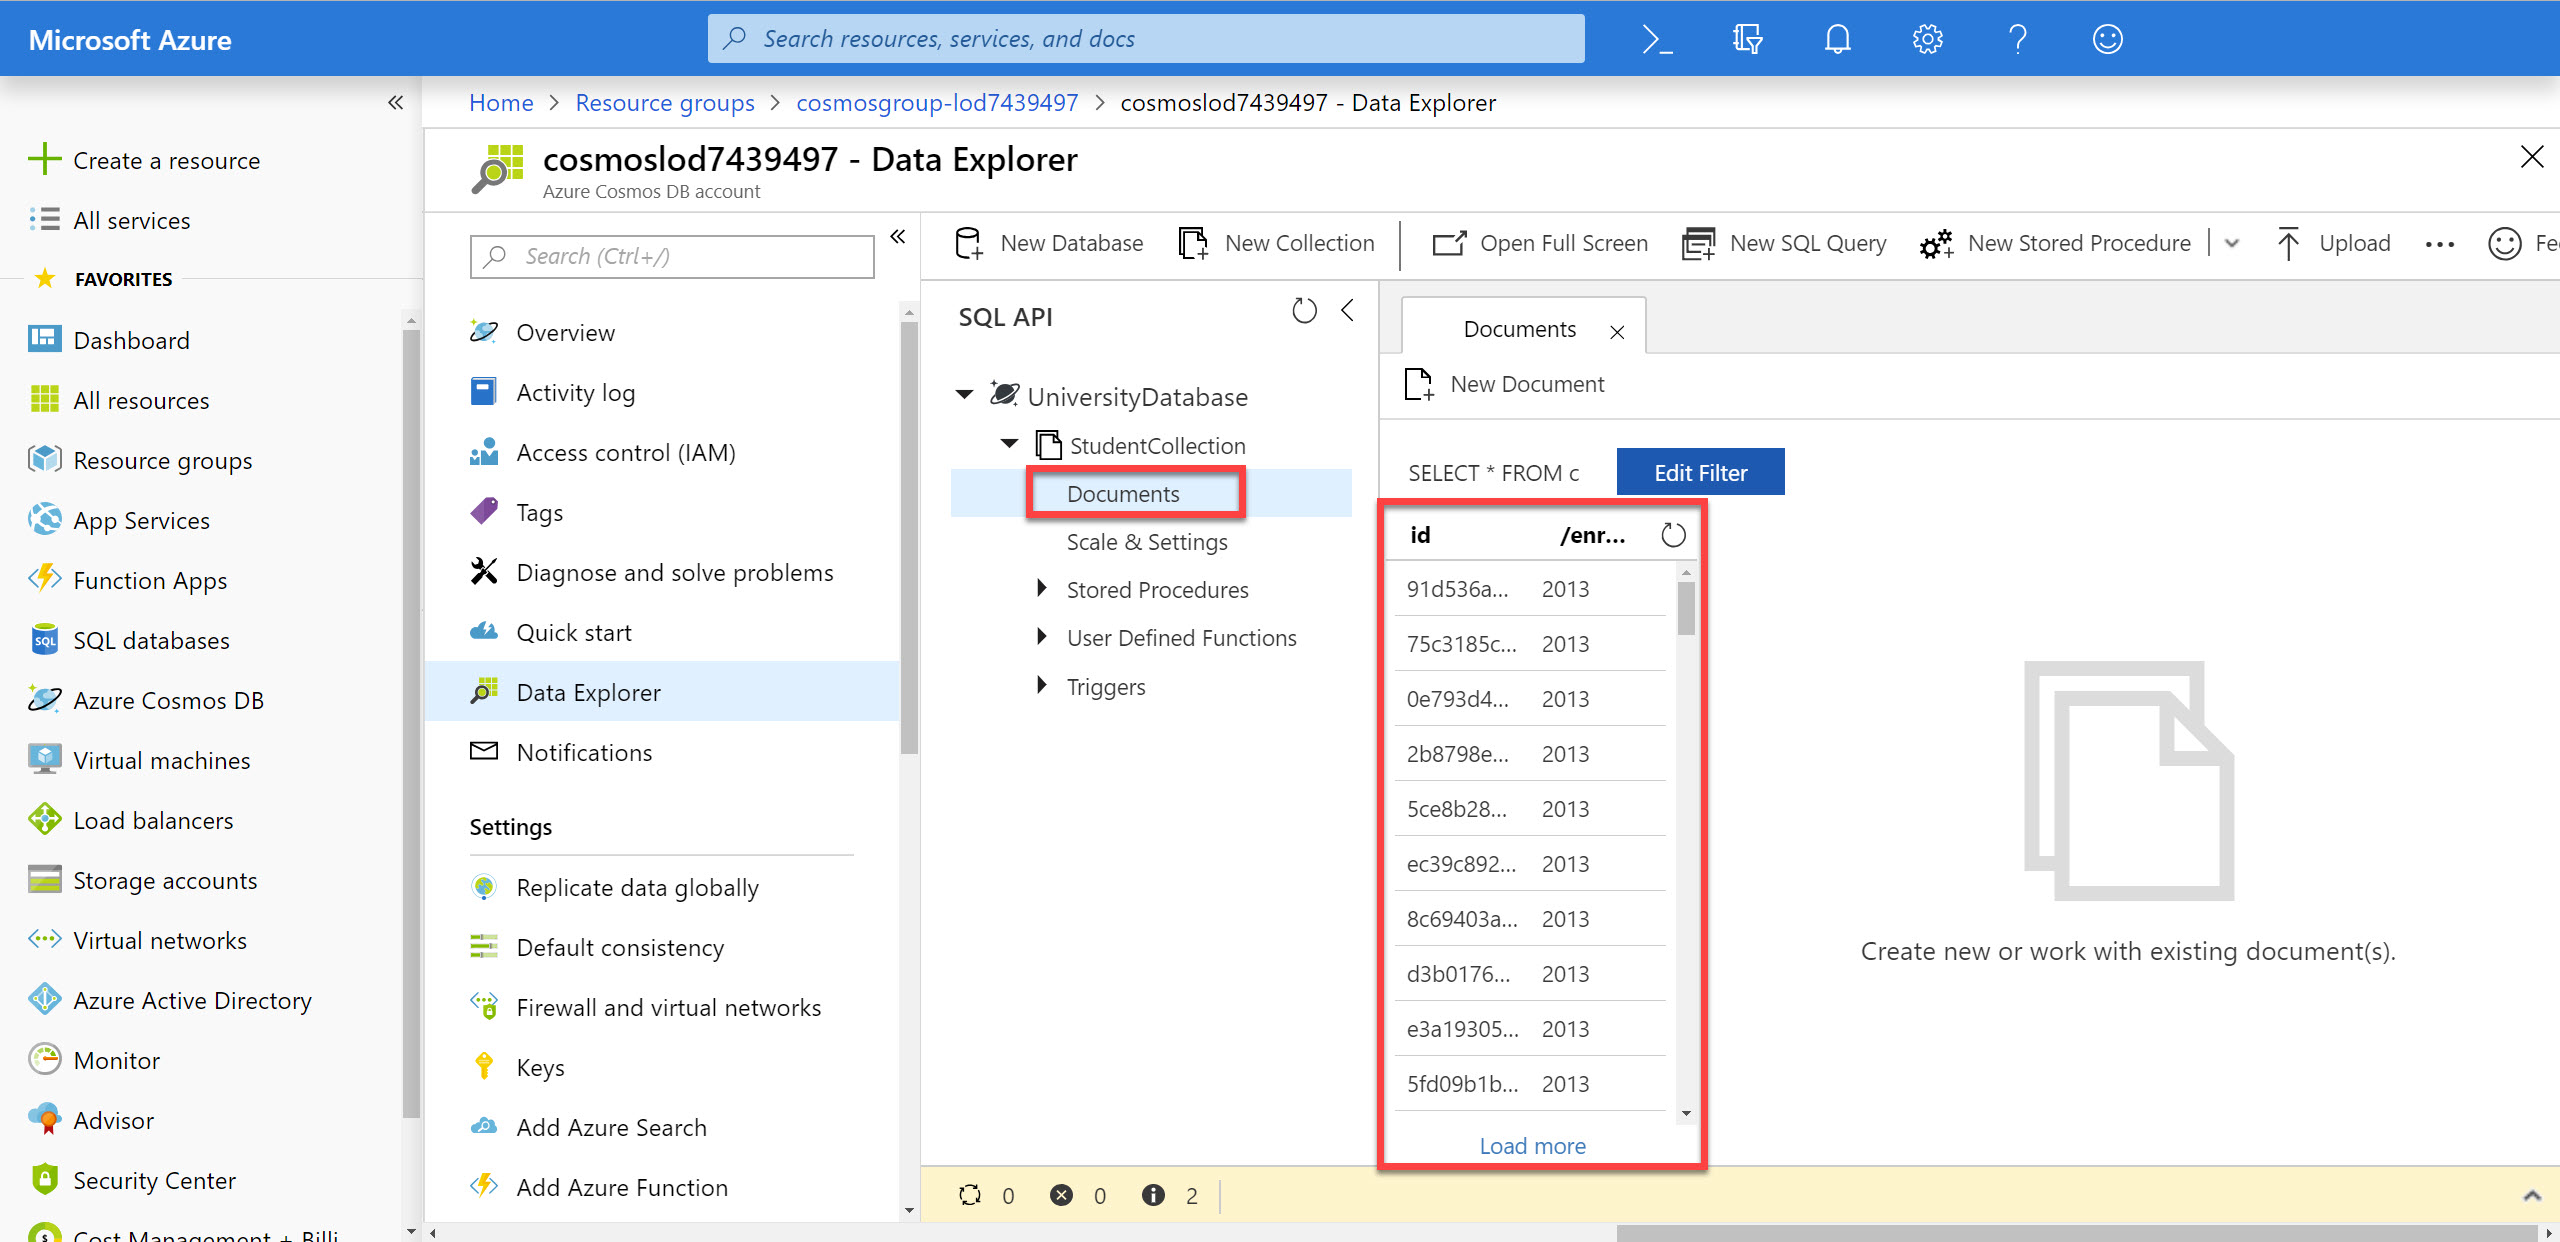 Microsoft Azure
Search resources, services, and docs
Home > Resource groups > cosmosgroup-lod7439497 > cosmoslod7439497 - Data Explorer
Create a resource
All services
FAVORITES
Dashboard
All resources
Resource groups
App Services
Function Apps
SQL databases
Azure Cosmos DB
Virtual machines
Load balancers
Storage accounts
Virtual networks
Azure Active Directory
Monitor
Advisor
Security Center
Cost Management + Billi
cosmoslod7439497 - Data Explorer
Azure Cosmos DB account
Search (Ctrl+/)
Overview
Activity log
Access control (IAM)
Tags
Diagnose and solve problems
Quick start
Data Explorer
Notifications
Settings
Replicate data globally
Default consistency
Firewall and virtual networks
Keys
Add Azure Search
Add Azure Function
New Database New Collection Open Full Screen New SQL Query New Stored Procedure Upload ... Fe
SQL API
UniversityDatabase
StudentCollection
Documents
Scale & Settings
Stored Procedures
User Defined Functions
Triggers
Documents
New Document
SELECT * FROM c Edit Filter
id /enr...
91d536a... 2013
75c3185c... 2013
0e793d4... 2013
2b8798e... 2013
5ce8b28... 2013
ec39c892... 2013
8c69403a... 2013
d3b0176... 2013
e3a19305... 2013
5fd09b1b... 2013
Load more
Create new or work with existing document(s).
0 0 2